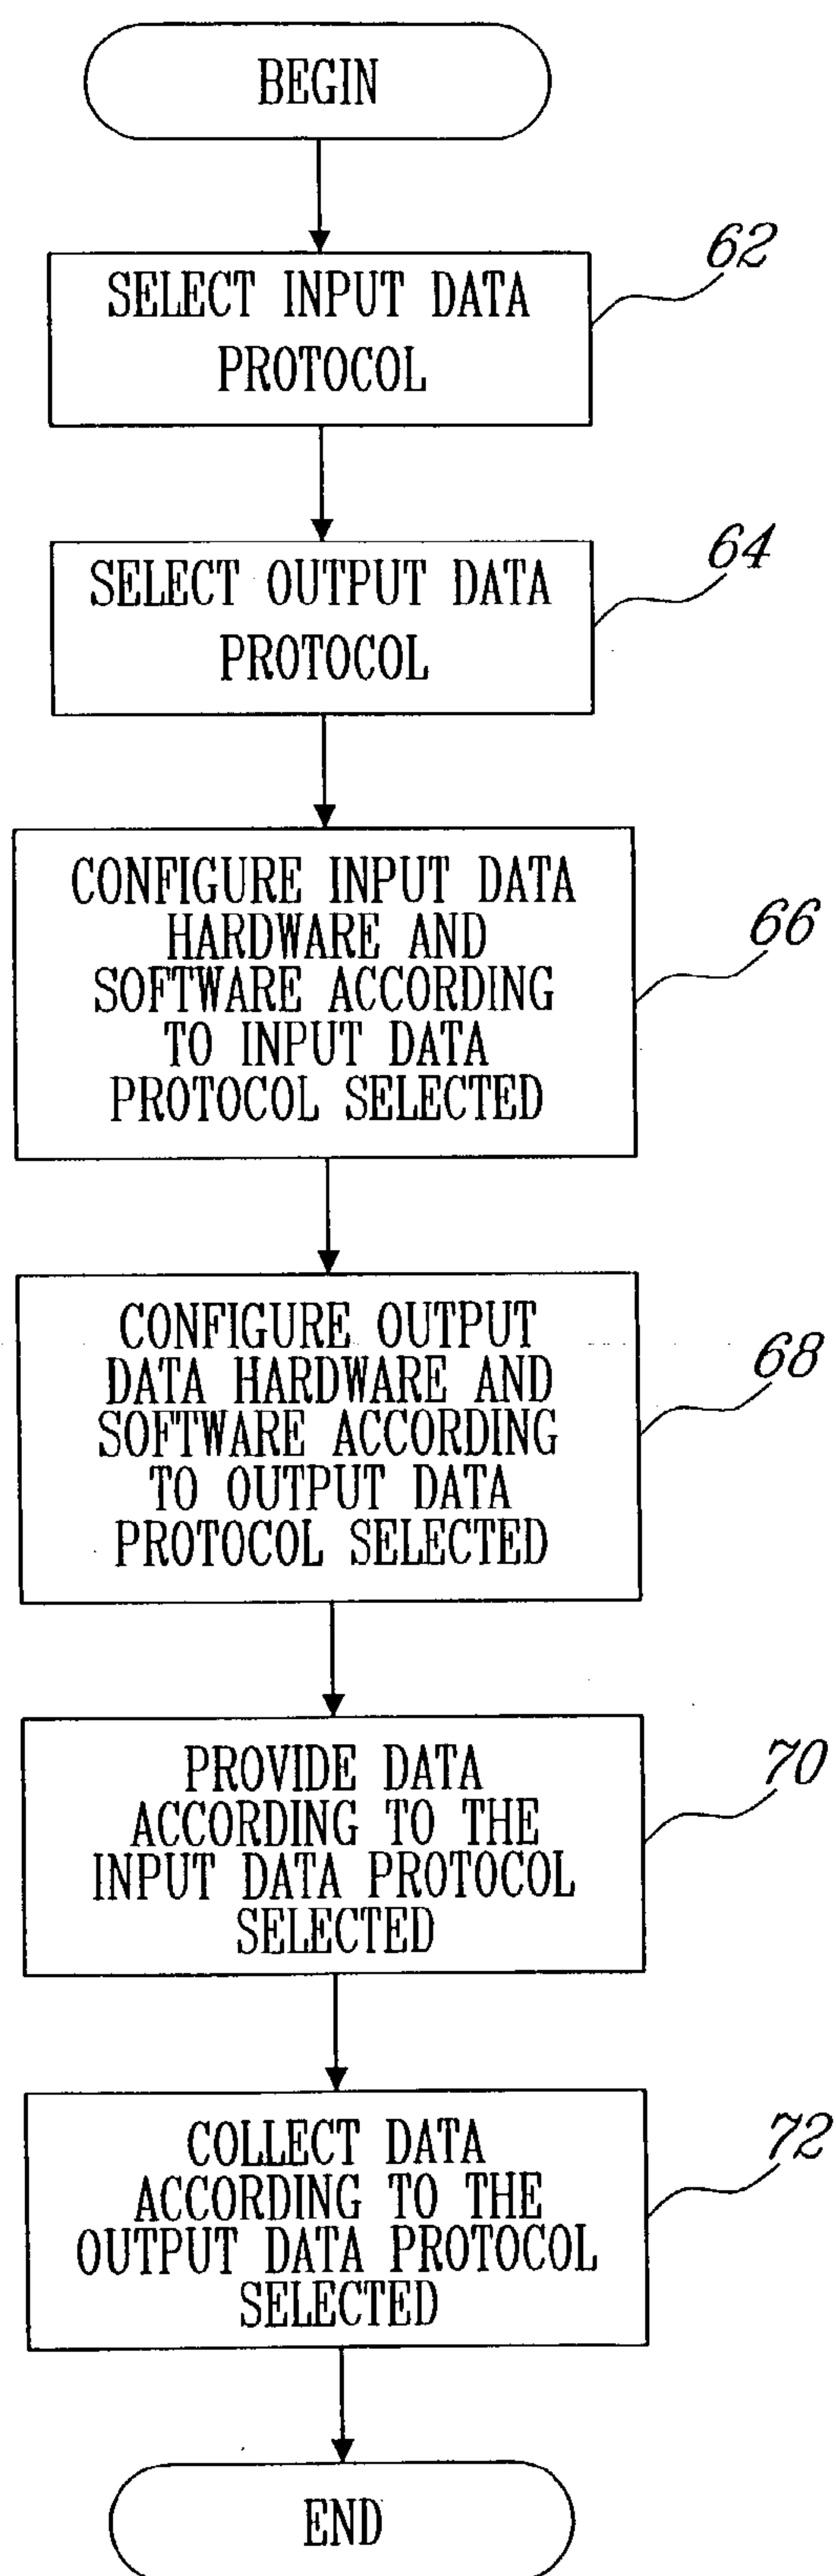 BEGIN
62
SELECT INPUT DATA
PROTOCOL
64
SELECT OUTPUT DATA
PROTOCOL
CONFIGURE INPUT DATA
HARDWARE AND
66
SOFTWARE ACCORDING
TO INPUT DATA
PROTOCOL SELECTED
CONFIGURE OUTPUT
68
DATA HARDWARE AND
SOFTWARE ACCORDING
TO OUTPUT DATA
PROTOCOL SELECTED
70
PROVIDE DATA
ACCORDING TO THE
INPUT DATA PROTOCOL
SELECTED
72
COLLECT DATA
ACCORDING TO THE
OUTPUT DATA PROTOCOL
SELECTED
END